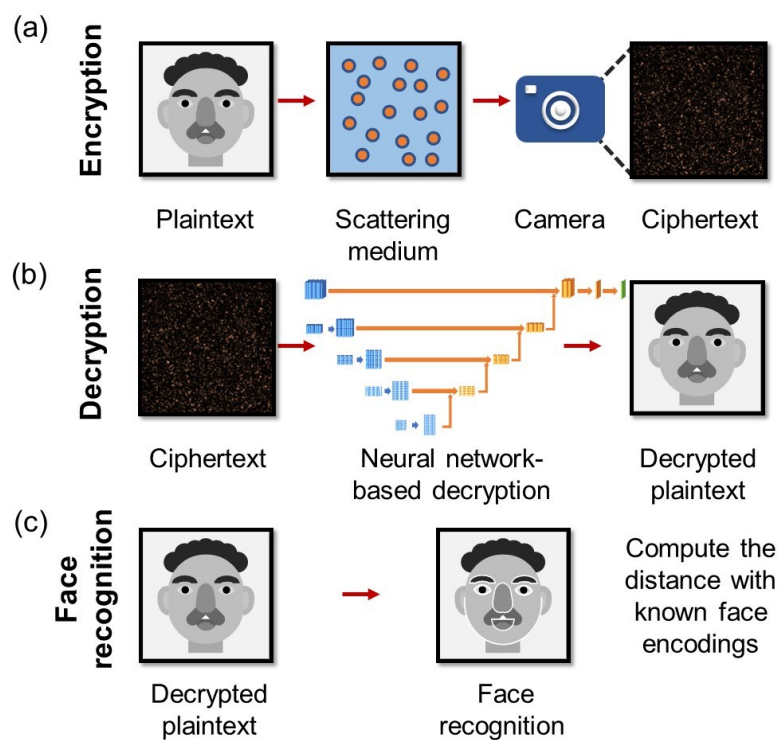 (a)
Encryption
Plaintext
Scattering
medium
Camera
Ciphertext
(b)
Decryption
Ciphertext
Neural network-
based decryption
Decrypted
plaintext
(c)
Face
recognition
Decrypted
plaintext
Face
recognition
Compute the
distance with
known face
encodings